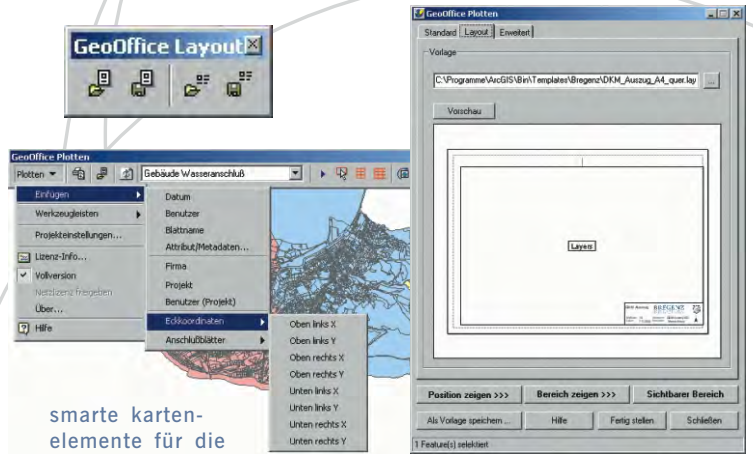 GeoOffice Layout
GeoOffice Plotten
Plotten
Gebäude Wasseranschluß
Einfügen
Werkzeugleisten
Projekteinstellungen...
Lizenz-Info...
Vollversion
Netzlizenz freigeben
Über...
Hilfe
Datum
Benutzer
Blattname
Attribut/Metadaten...
Firma
Projekt
Benutzer (Projekt)
Eckkoordinaten
Anschlußblätter
Oben links X
Oben links Y
Oben rechts X
Oben rechts Y
Unten links X
Unten links Y
Unten rechts X
Unten rechts Y
smarte karten-
elemente für die
GeoOffice Plotten
Standard Layout Erweitert
Vorlage
C:\Programme\ArcGIS\Bin\Templates\Bregenz\DKM_Auszug_A4_quer.lay ...
Vorschau
Layers
BREGENZ
Position zeigen >>> Bereich zeigen >>> Sichtbarer Bereich
Als Vorlage speichern ... Hilfe Fertig stellen Schließen
1 Feature(s) selektiert